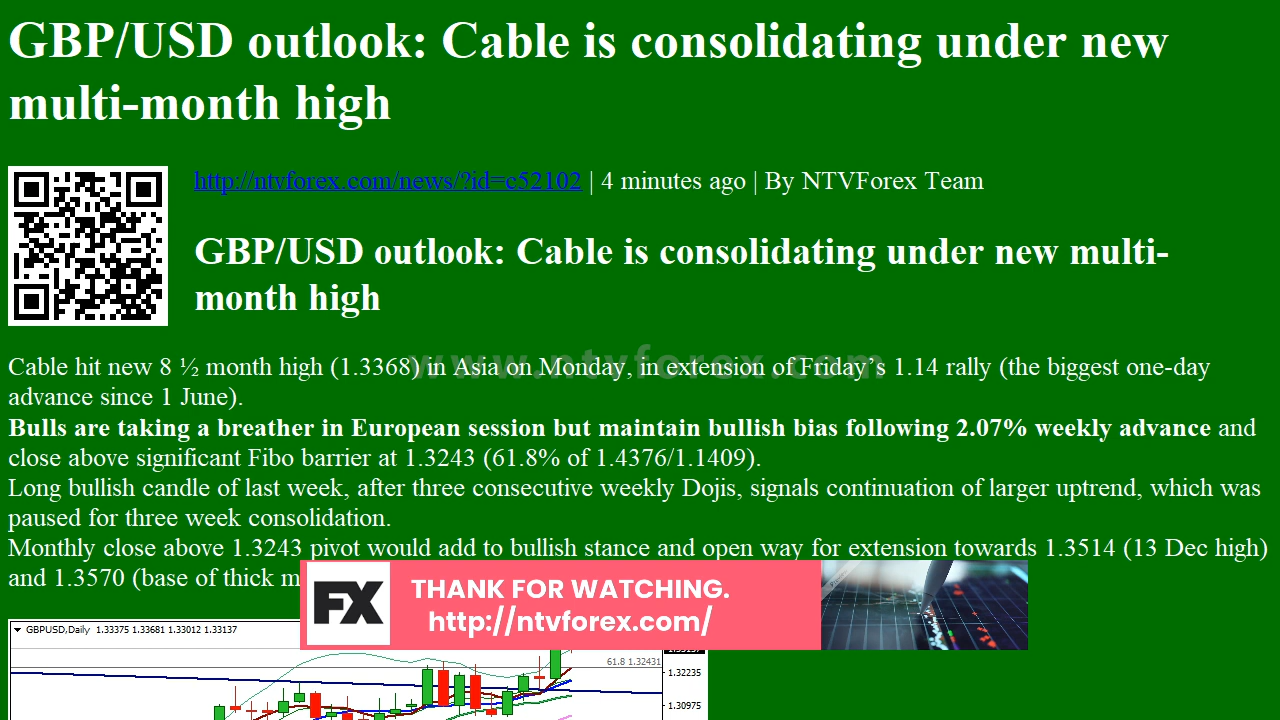 GBP/USD outlook: Cable is consolidating under new
multi-month high
http://ntvforex.com/news/?id=c52102 | 4 minutes ago | By NTVForex Team
GBP/USD outlook: Cable is consolidating under new multi-
month high
www.ntvforex.com
Cable hit new 8 ½ month high (1.3368) in Asia on Monday, in extension of Friday’s 1.14 rally (the biggest one-day
advance since 1 June).
Bulls are taking a breather in European session but maintain bullish bias following 2.07% weekly advance and
close above significant Fibo barrier at 1.3243 (61.8% of 1.4376/1.1409).
Long bullish candle of last week, after three consecutive weekly Dojis, signals continuation of larger uptrend, which was
paused for three week consolidation.
Monthly close above 1.3243 pivot would add to bullish stance and open way for extension towards 1.3514 (13 Dec high)
and 1.3570 (base of thick m
FX
THANK FOR WATCHING.
http://ntvforex.com/
GBPUSD,Daily 1.33375 1.33681 1.33012 1.33137
61.8 1.32431
1.32235
1.30975